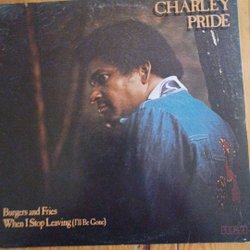 CHARLEY
PRIDE
Burgers and Fries
When I Stop Leaving (I'll Be Gone)